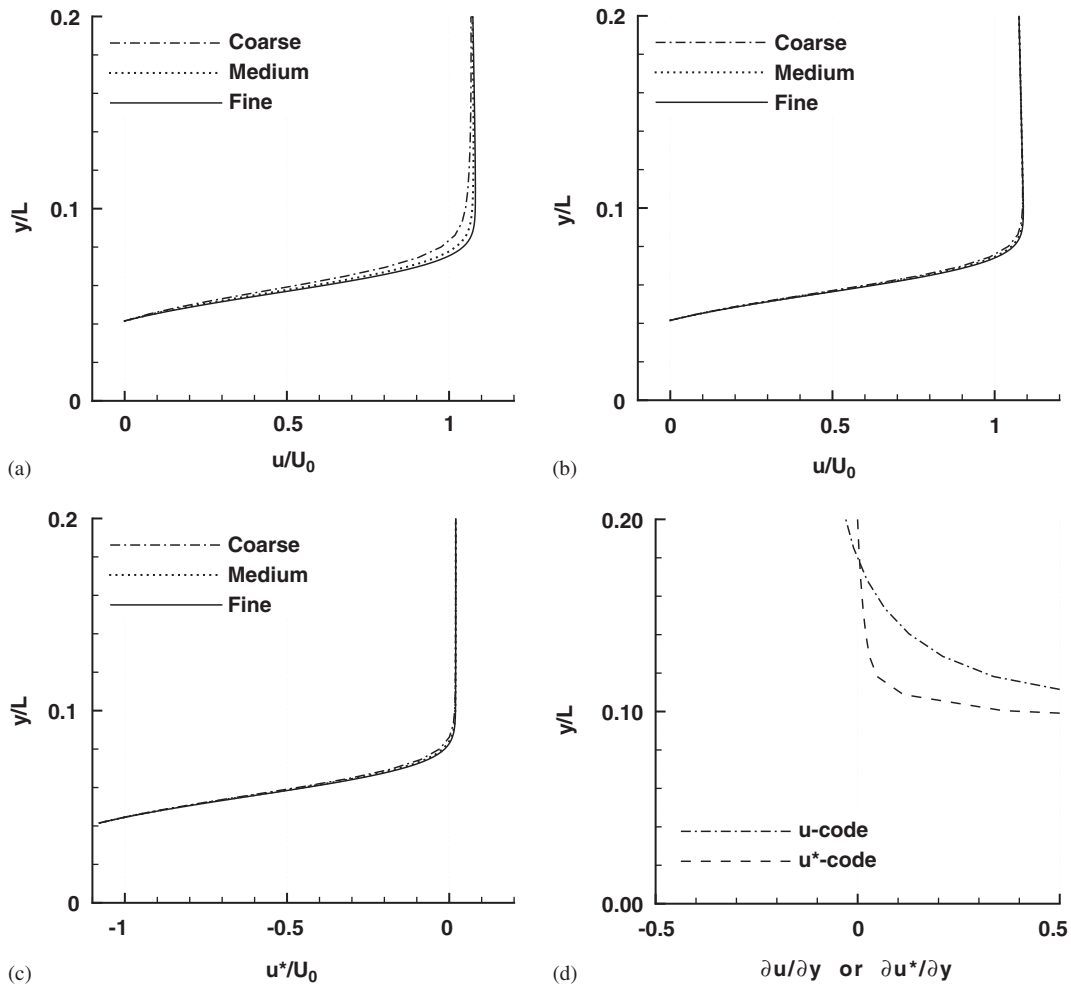 0.2
Coarse
Medium
Fine
y/L
0.1
0
0
0.5
1
(a)
u/U0
0.2
Coarse
Medium
Fine
y/L
0.1
0
0
0.5
1
(b)
u/U0
0.2
Coarse
Medium
Fine
y/L
0.1
0
-1
-0.5
0
(c)
u*/U0
0.20
y/L
0.10
u-code
u*-code
0.00
-0.5
0
0.5
(d)
∂u/∂y or ∂u*/∂y